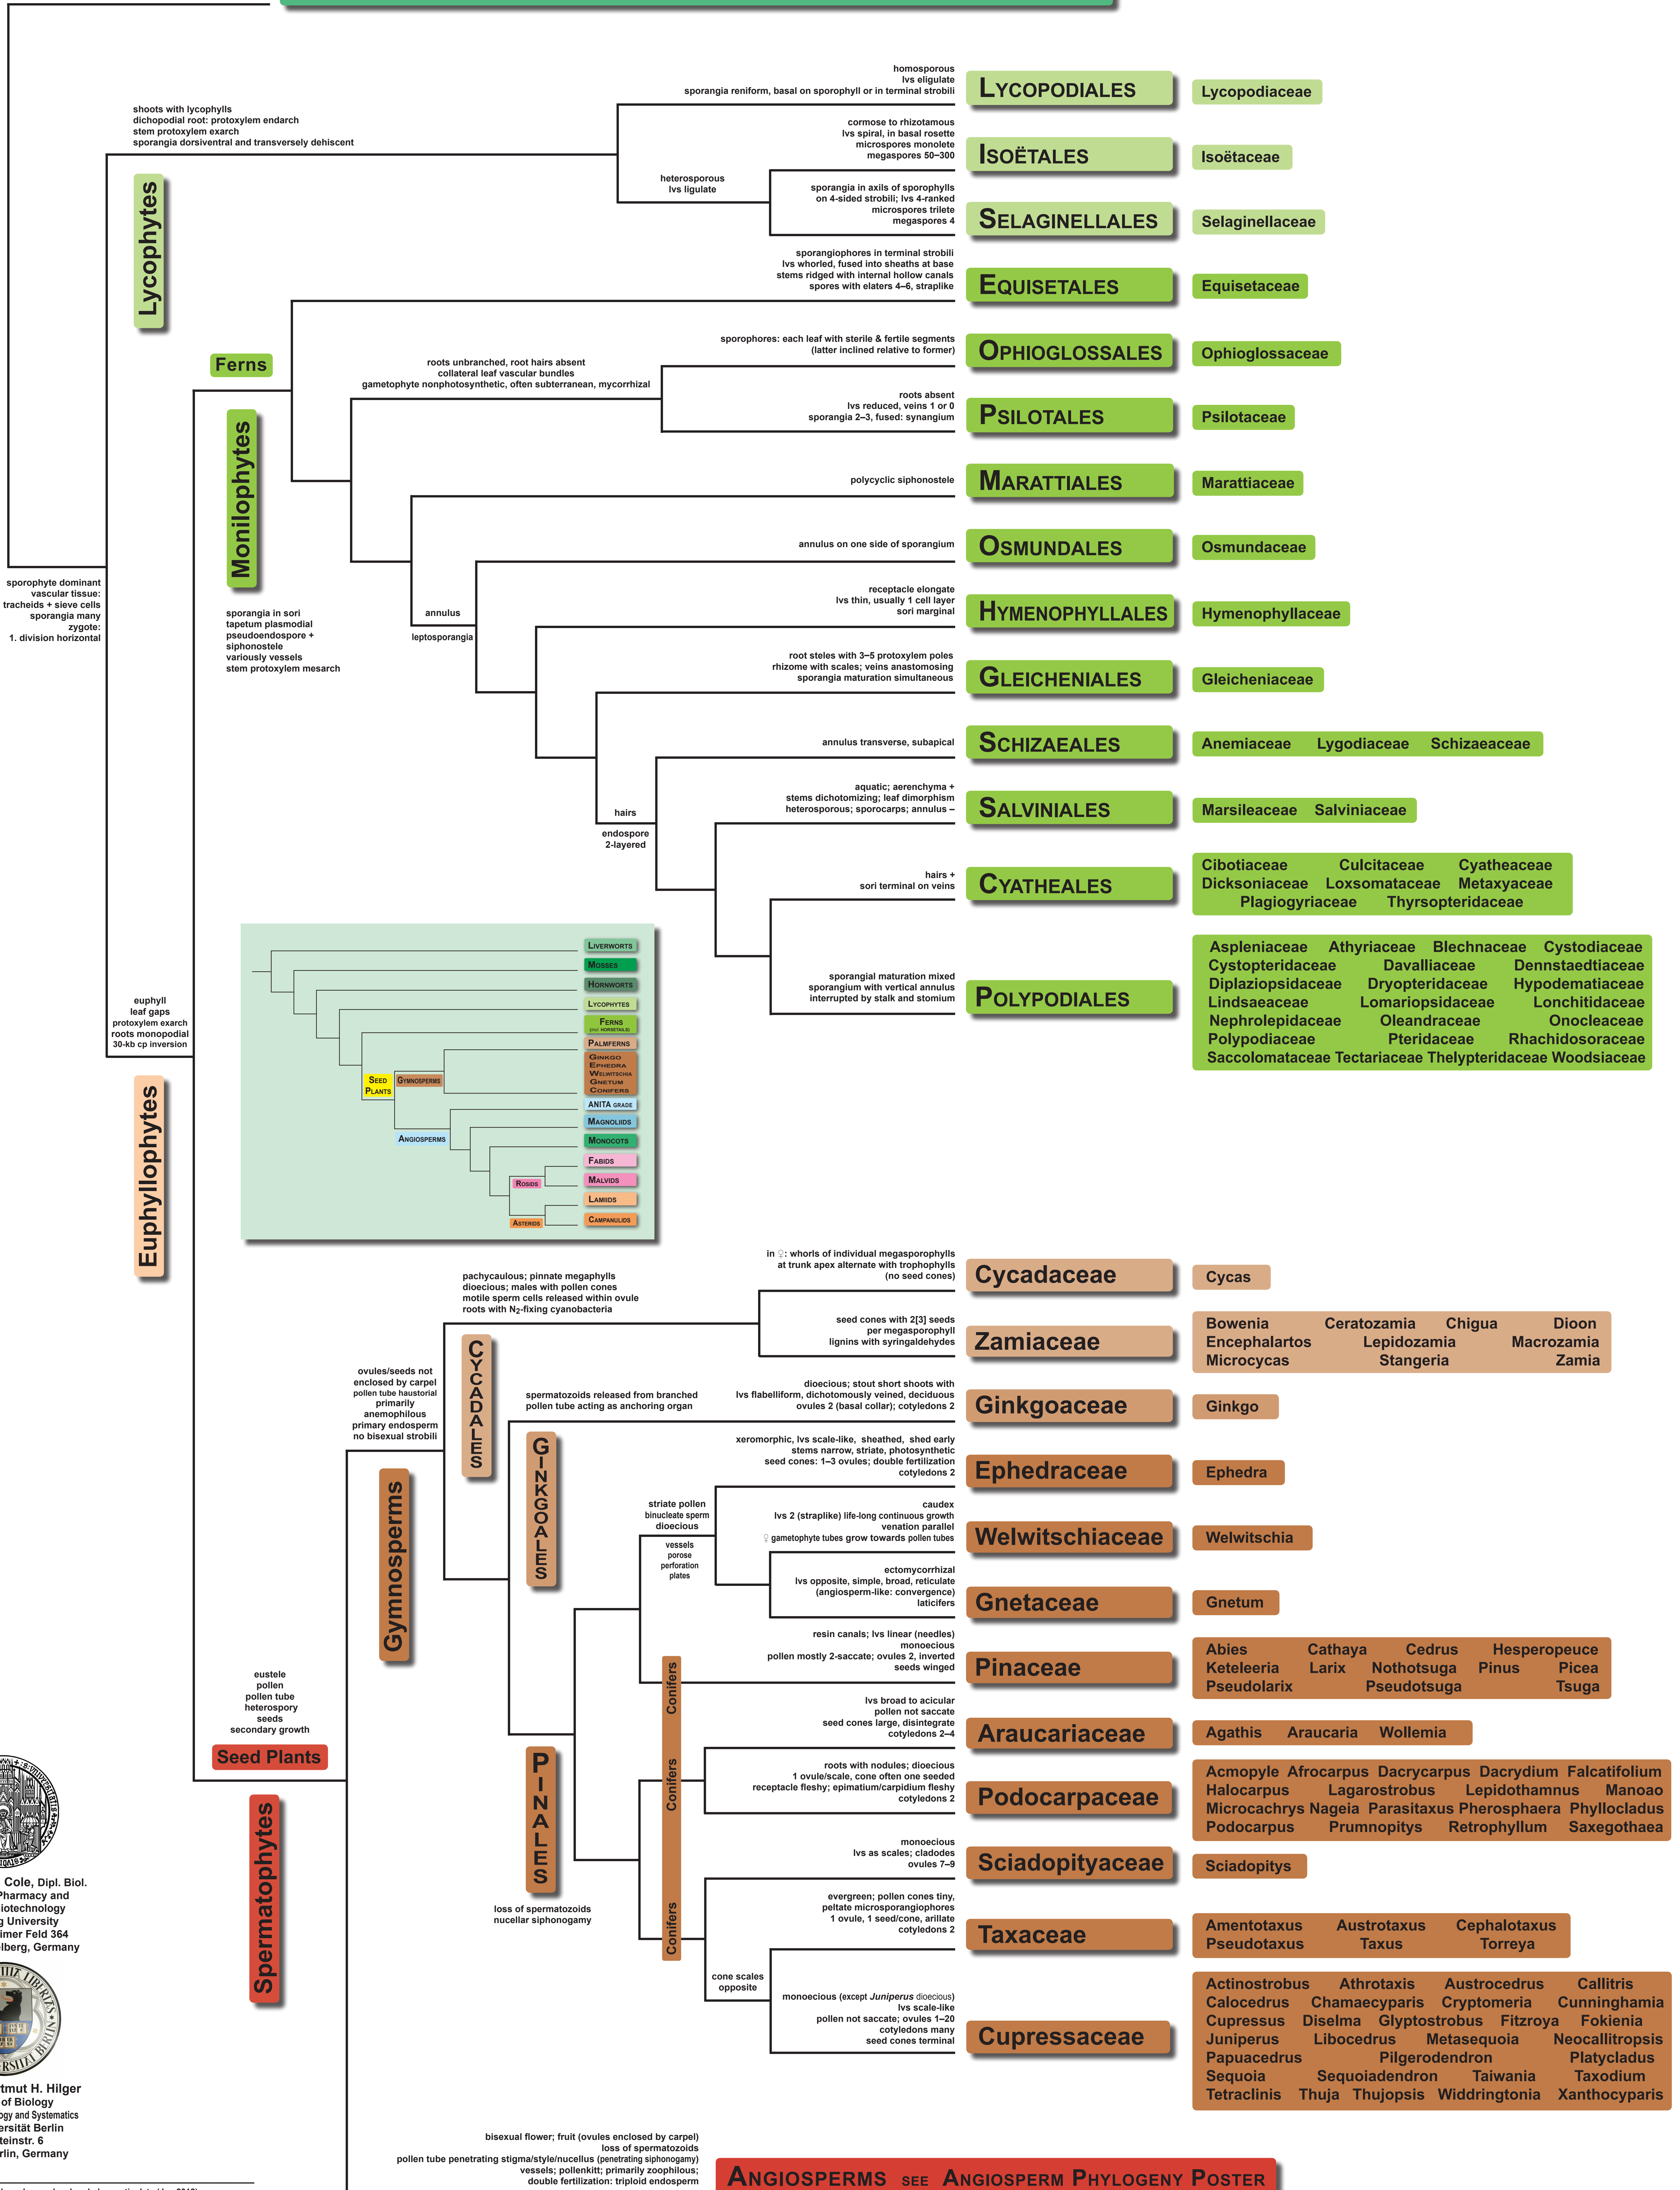 homosporous
lvs eligulate
sporangia reniform, basal on sporophyll or in terminal strobili
LYCOPODIALES
Lycopodiaceae
shoots with lycophylls
dichopodial root: protoxylem endarch
stem protoxylem exarch
sporangia dorsiventral and transversely dehiscent
Lycophytes
cormose to rhizotamous
lvs spiral, in basal rosette
microspores monolete
megaspores 50–300
ISOËTALES
Isoëtaceae
heterosporous
lvs ligulate
sporangia in axils of sporophylls
on 4-sided strobili; lvs 4-ranked
microspores trilete
megaspores 4
SELAGINELLALES
Selaginellaceae
sporangiophores in terminal strobili
lvs whorled, fused into sheaths at base
stems ridged with internal hollow canals
spores with elaters 4–6, straplike
EQUISETALES
Equisetaceae
Ferns
Monilophytes
roots unbranched, root hairs absent
collateral leaf vascular bundles
gametophyte nonphotosynthetic, often subterranean, mycorrhizal
sporophores: each leaf with sterile & fertile segments
(latter inclined relative to former)
OPHIOGLOSSALES
Ophioglossaceae
roots absent
lvs reduced, veins 1 or 0
sporangia 2–3, fused: synangium
PSILOTALES
Psilotaceae
polycyclic siphonostele
MARATTIALES
Marattiaceae
annulus on one side of sporangium
OSMUNDALES
Osmundaceae
sporophyte dominant
vascular tissue:
tracheids + sieve cells
sporangia many
zygote:
1. division horizontal
sporangia in sori
tapetum plasmodial
pseudoendospore +
siphonostele
variously vessels
stem protoxylem mesarch
annulus
leptosporangia
receptacle elongate
lvs thin, usually 1 cell layer
sori marginal
HYMENOPHYLLALES
Hymenophyllaceae
root steles with 3–5 protoxylem poles
rhizome with scales; veins anastomosing
sporangia maturation simultaneous
GLEICHENIALES
Gleicheniaceae
annulus transverse, subapical
SCHIZAEALES
Anemiaceae Lygodiaceae Schizaeaceae
hairs
endospore
2-layered
aquatic; aerenchyma +
stems dichotomizing; leaf dimorphism
heterosporous; sporocarps; annulus –
SALVINIALES
Marsileaceae Salviniaceae
hairs +
sori terminal on veins
CYATHEALES
Cibotiaceae Culcitaceae Cyatheaceae
Dicksoniaceae Loxsomataceae Metaxyaceae
Plagiogyriaceae Thyrsopteridaceae
sporangial maturation mixed
sporangium with vertical annulus
interrupted by stalk and stomium
POLYPODIALES
Aspleniaceae Athyriaceae Blechnaceae Cystodiaceae
Cystopteridaceae Davalliaceae Dennstaedtiaceae
Diplaziopsidaceae Dryopteridaceae Hypodematiaceae
Lindsaeaceae Lomariopsidaceae Lonchitidaceae
Nephrolepidaceae Oleandraceae Onocleaceae
Polypodiaceae Pteridaceae Rhachidosoraceae
Saccolomataceae Tectariaceae Thelypteridaceae Woodsiaceae
euphyll
leaf gaps
protoxylem exarch
roots monopodial
30-kb cp inversion
Euphyllophytes
LIVERWORTS
MOSSES
HORNWORTS
LYCOPHYTES
FERNS
(incl. HORSETAILS)
PALMFERNS
GINKGO
EPHEDRA
WELWITSCHIA
GNETUM
CONIFERS
SEED
PLANTS
GYMNOSPERMS
ANITA GRADE
MAGNOLIIDS
ANGIOSPERMS
MONOCOTS
FABIDS
ROSIDS
MALVIDS
LAMIIDS
ASTERIDS
CAMPANULIDS
pachycaulous; pinnate megaphylls
dioecious; males with pollen cones
motile sperm cells released within ovule
roots with N2-fixing cyanobacteria
CYCADALES
in ♀: whorls of individual megasporophylls
at trunk apex alternate with trophophylls
(no seed cones)
Cycadaceae
Cycas
seed cones with 2[3] seeds
per megasporophyll
lignins with syringaldehydes
Zamiaceae
Bowenia Ceratozamia Chigua Dioon
Encephalartos Lepidozamia Macrozamia
Microcycas Stangeria Zamia
ovules/seeds not
enclosed by carpel
pollen tube haustorial
primarily
anemophilous
primary endosperm
no bisexual strobili
Gymnosperms
spermatozoids released from branched
pollen tube acting as anchoring organ
GINKGOALES
dioecious; stout short shoots with
lvs flabelliform, dichotomously veined, deciduous
ovules 2 (basal collar); cotyledons 2
Ginkgoaceae
Ginkgo
xeromorphic, lvs scale-like, sheathed, shed early
stems narrow, striate, photosynthetic
seed cones: 1–3 ovules; double fertilization
cotyledons 2
Ephedraceae
Ephedra
striate pollen
binucleate sperm
dioecious
vessels
porose
perforation
plates
caudex
lvs 2 (straplike) life-long continuous growth
venation parallel
♀ gametophyte tubes grow towards pollen tubes
Welwitschiaceae
Welwitschia
ectomycorrhizal
lvs opposite, simple, broad, reticulate
(angiosperm-like: convergence)
laticifers
Gnetaceae
Gnetum
resin canals; lvs linear (needles)
monoecious
pollen mostly 2-saccate; ovules 2, inverted
seeds winged
Pinaceae
Abies Cathaya Cedrus Hesperopeuce
Keteleeria Larix Nothotsuga Pinus Picea
Pseudolarix Pseudotsuga Tsuga
eustele
pollen
pollen tube
heterospory
seeds
secondary growth
Seed Plants
Spermatophytes
PINALES
loss of spermatozoids
nucellar siphonogamy
Conifers
Conifers
Conifers
lvs broad to acicular
pollen not saccate
seed cones large, disintegrate
cotyledons 2–4
Araucariaceae
Agathis Araucaria Wollemia
roots with nodules; dioecious
1 ovule/scale, cone often one seeded
receptacle fleshy; epimatium/carpidium fleshy
cotyledons 2
Podocarpaceae
Acmopyle Afrocarpus Dacrycarpus Dacrydium Falcatifolium
Halocarpus Lagarostrobus Lepidothamnus Manoao
Microcachrys Nageia Parasitaxus Pherosphaera Phyllocladus
Podocarpus Prumnopitys Retrophyllum Saxegothaea
monoecious
lvs as scales; cladodes
ovules 7–9
Sciadopityaceae
Sciadopitys
evergreen; pollen cones tiny,
peltate microsporangiophores
1 ovule, 1 seed/cone, arillate
cotyledons 2
Taxaceae
Amentotaxus Austrotaxus Cephalotaxus
Pseudotaxus Taxus Torreya
cone scales
opposite
monoecious (except Juniperus dioecious)
lvs scale-like
pollen not saccate; ovules 1–20
cotyledons many
seed cones terminal
Cupressaceae
Actinostrobus Athrotaxis Austrocedrus Callitris
Calocedrus Chamaecyparis Cryptomeria Cunninghamia
Cupressus Diselma Glyptostrobus Fitzroya Fokienia
Juniperus Libocedrus Metasequoia Neocallitropsis
Papuacedrus Pilgerodendron Platycladus
Sequoia Sequoiadendron Taiwania Taxodium
Tetraclinis Thuja Thujopsis Widdringtonia Xanthocyparis
Cole, Dipl. Biol.
Pharmacy and
iotechnology
g University
imer Feld 364
lberg, Germany
tmut H. Hilger
of Biology
ogy and Systematics
ersität Berlin
teinstr. 6
rlin, Germany
bisexual flower; fruit (ovules enclosed by carpel)
loss of spermatozoids
pollen tube penetrating stigma/style/nucellus (penetrating siphonogamy)
vessels; pollenkitt; primarily zoophilous;
double fertilization: triploid endosperm
ANGIOSPERMS SEE ANGIOSPERM PHYLOGENY POSTER